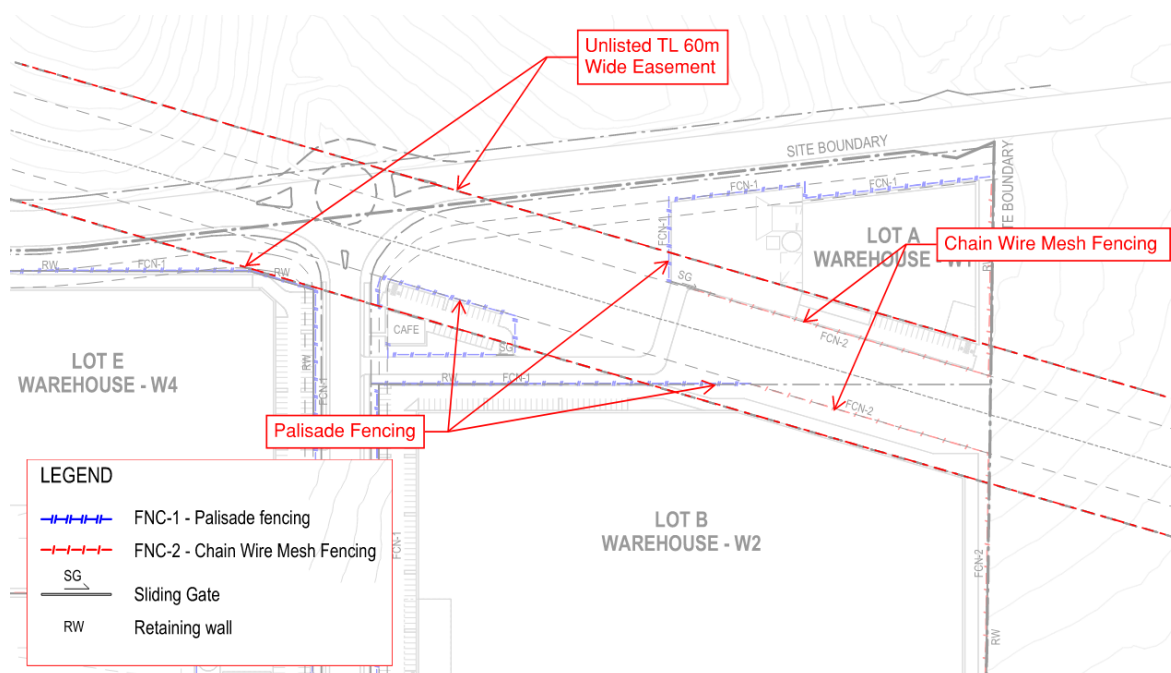 Unlisted TL 60m
Wide Easement
SITE BOUNDARY
SITE BOUNDARY
FCN-1
FCN-1
FCN-1
LOT A
WAREHOUSE - W1
Chain Wire Mesh Fencing
RW
FCN-1
RW
SG
RW
FCN-2
CAFE
SG
LOT E
WAREHOUSE - W4
RW
FCN-1
RW
FCN-1
FCN-2
Palisade Fencing
LEGEND
FNC-1 - Palisade fencing
FNC-2 - Chain Wire Mesh Fencing
SG
Sliding Gate
RW
Retaining wall
FNC-1
LOT B
WAREHOUSE - W2
FCN-2
RW